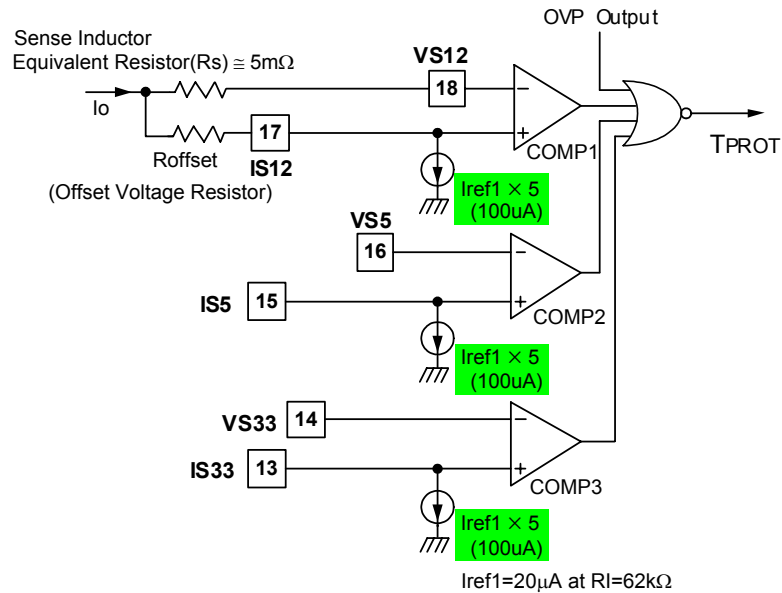 OVP Output
Sense Inductor
Equivalent Resistor(Rs) ≅ 5mΩ
VS12
18
−
Io
17
+
COMP1
TPROT
Roffset
IS12
(Offset Voltage Resistor)
Iref1 × 5
(100uA)
VS5
16
−
IS5
15
+
COMP2
Iref1 × 5
(100uA)
VS33
14
−
IS33
13
+
COMP3
Iref1 × 5
(100uA)
Iref1=20μA at RI=62kΩ